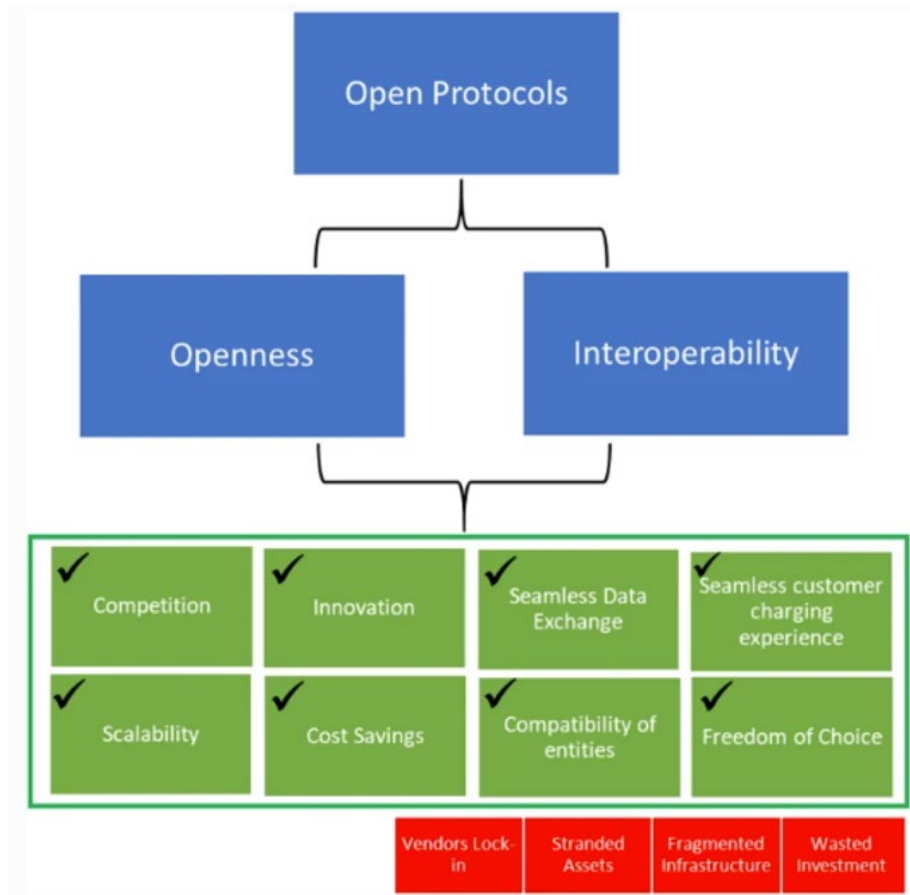 Open Protocols
Openness
Interoperability
Competition
Innovation
Seamless Data
Exchange
Seamless customer
charging
experience
Scalability
Cost Savings
Compatibility of
entities
Freedom of Choice
Vendors Lock-
in
Stranded
Assets
Fragmented
Infrastructure
Wasted
Investment